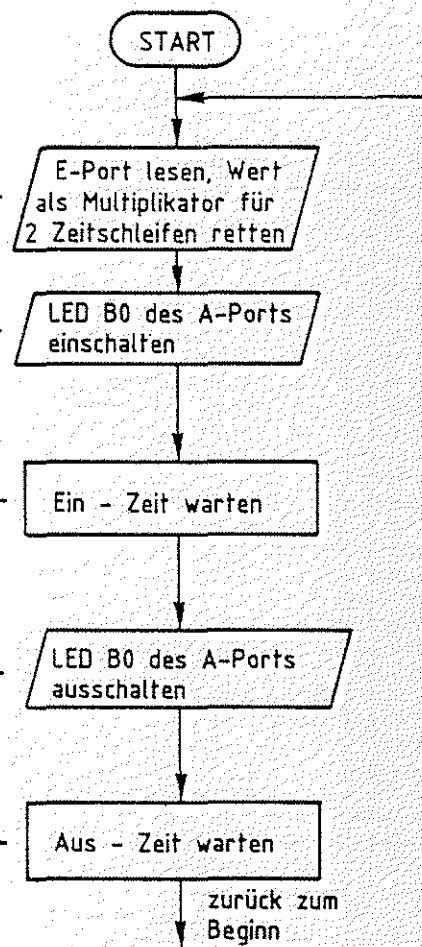 START
E-Port lesen, Wert
als Multiplikator für
2 Zeitschleifen retten
LED B0 des A-Ports
einschalten
Ein - Zeit warten
LED B0 des A-Ports
ausschalten
Aus - Zeit warten
zurück zum
Beginn